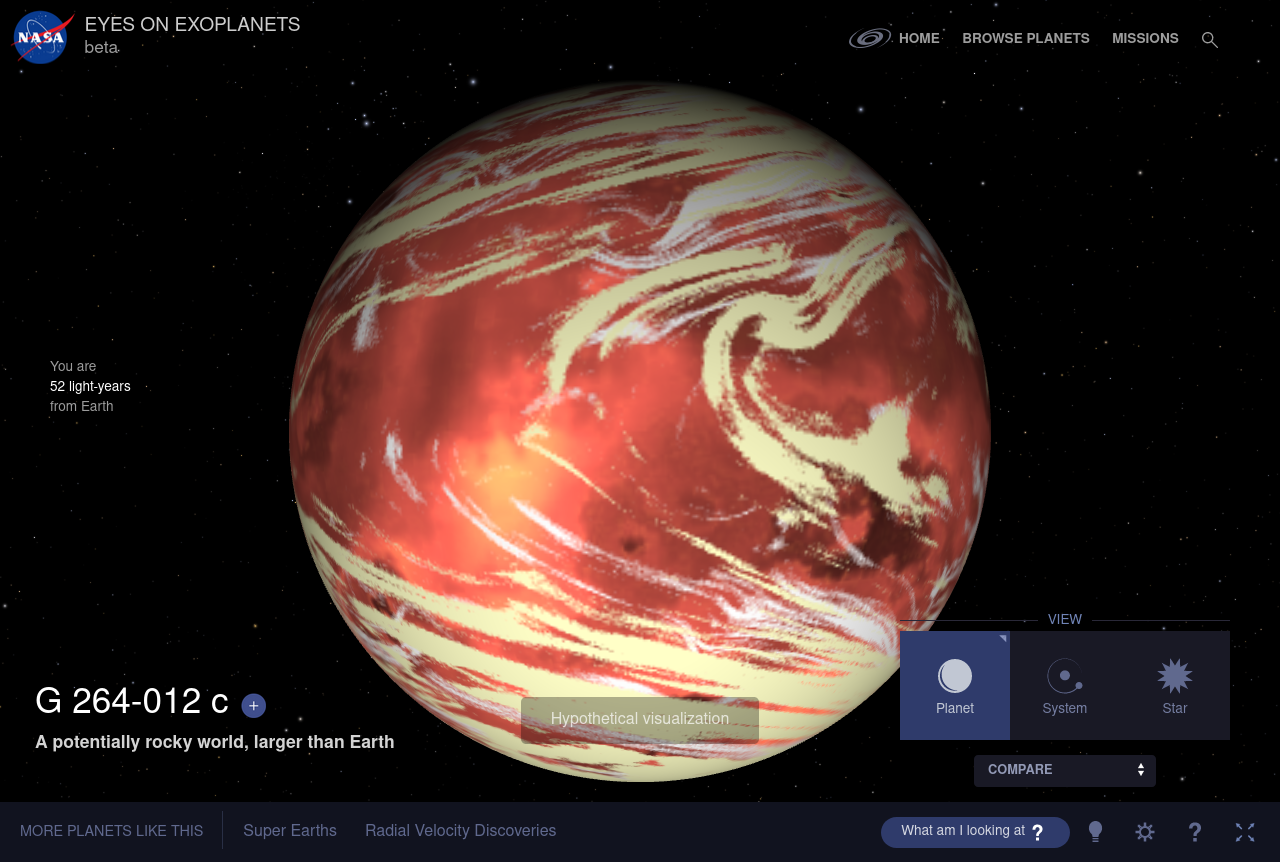 NASA
EYES ON EXOPLANETS
beta
HOME
BROWSE PLANETS
MISSIONS
You are
52 light-years
from Earth
G 264-012 c +
A potentially rocky world, larger than Earth
Hypothetical visualization
VIEW
Planet
System
Star
COMPARE
MORE PLANETS LIKE THIS
Super Earths
Radial Velocity Discoveries
What am I looking at ?
?